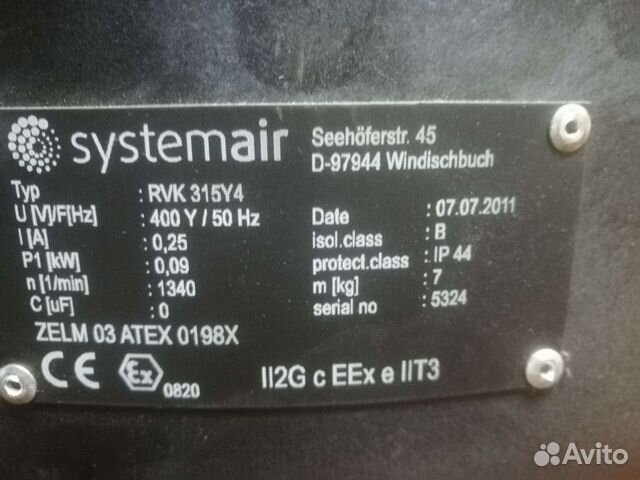 systemair
Seehöferstr. 45
D-97944 Windischbuch
Typ : RVK 315Y4
U [V]/F[Hz] : 400 Y / 50 Hz
I [A] : 0,25
P1 [kW] : 0,09
n [1/min] : 1340
C [uF] : 0
Date : 07.07.2011
isol.class : B
protect.class : IP 44
m [kg] : 7
serial no : 5324
ZELM 03 ATEX 0198X
CE Ex 0820 II2G c EEx e IIT3
Avito